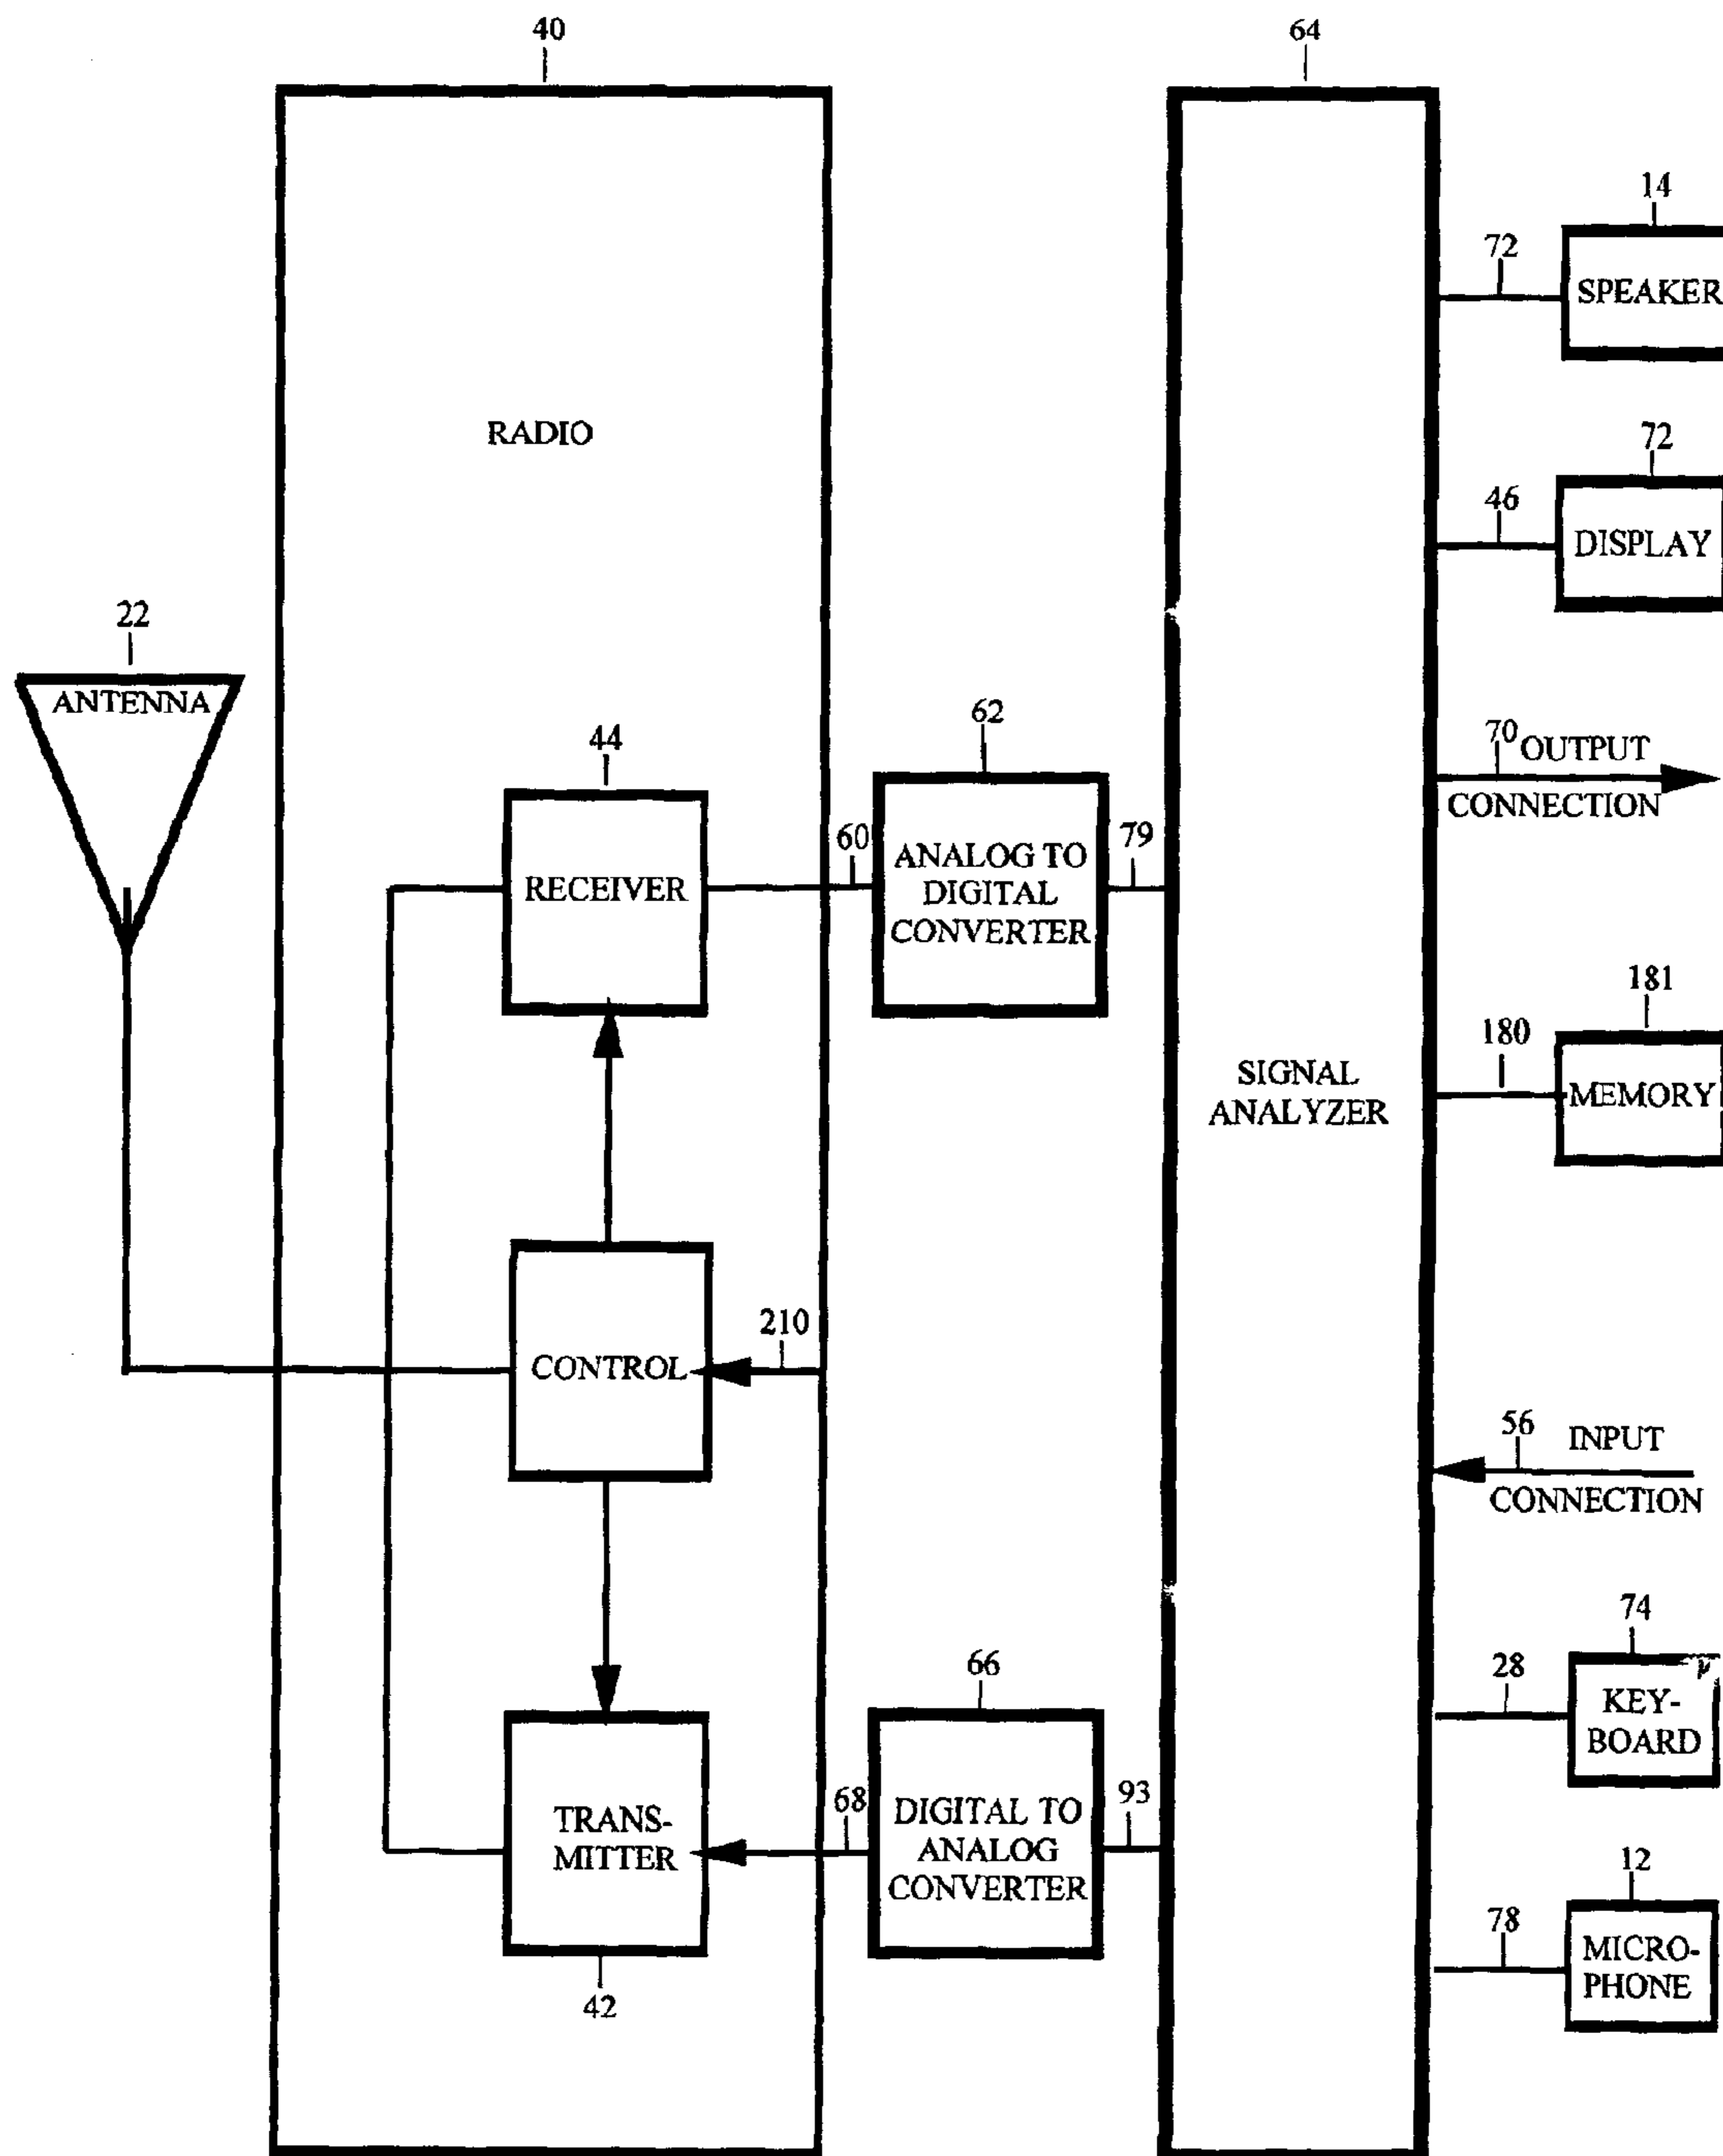 40
64
14
72
SPEAKER
RADIO
72
46
DISPLAY
22
ANTENNA
70 OUTPUT
CONNECTION
62
44
60
79
RECEIVER
ANALOG TO
DIGITAL
CONVERTER
181
180
MEMORY
SIGNAL
ANALYZER
210
CONTROL
56 INPUT
CONNECTION
74
28
KEY-
BOARD
66
68
93
TRANS-
MITTER
DIGITAL TO
ANALOG
CONVERTER
42
12
78
MICRO-
PHONE